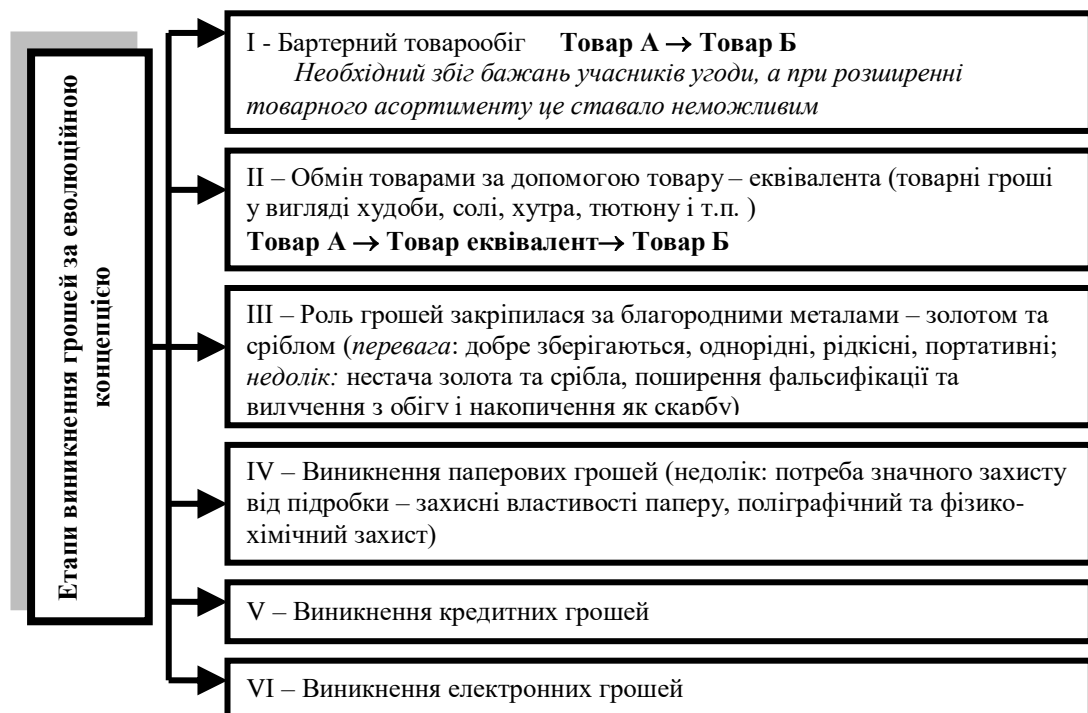 Етапи виникнення грошей за еволюційною
концепцією
I - Бартерний товарообіг Товар А → Товар Б
Необхідний збіг бажань учасників угоди, а при розширенні
товарного асортименту це ставало неможливим
II – Обмін товарами за допомогою товару – еквівалента (товарні гроші
у вигляді худоби, солі, хутра, тютюну і т.п. )
Товар А → Товар еквівалент→ Товар Б
III – Роль грошей закріпилася за благородними металами – золотом та
сріблом (перевага: добре зберігаються, однорідні, рідкісні, портативні;
недолік: нестача золота та срібла, поширення фальсифікації та
вилучення з обігу і накопичення як скарбу)
IV – Виникнення паперових грошей (недолік: потреба значного захисту
від підробки – захисні властивості паперу, поліграфічний та фізико-
хімічний захист)
V – Виникнення кредитних грошей
VI – Виникнення електронних грошей